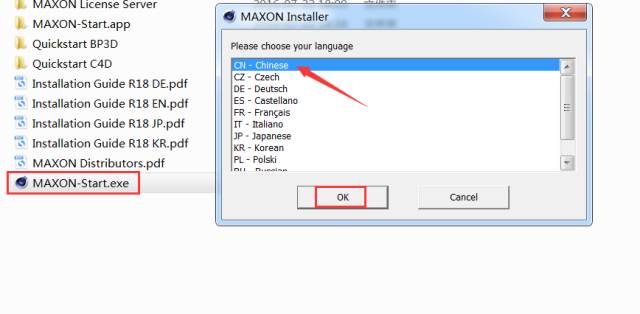 MAXON License Server
MAXON-Start.app
Quickstart BP3D
Quickstart C4D
Installation Guide R18 DE.pdf
Installation Guide R18 EN.pdf
Installation Guide R18 JP.pdf
Installation Guide R18 KR.pdf
MAXON Distributors.pdf
MAXON-Start.exe
MAXON Installer
Please choose your language
CN - Chinese
CZ - Czech
DE - Deutsch
ES - Castellano
FR - Français
IT - Italiano
JP - Japanese
KR - Korean
PL - Polski
RU - Russian
OK
Cancel